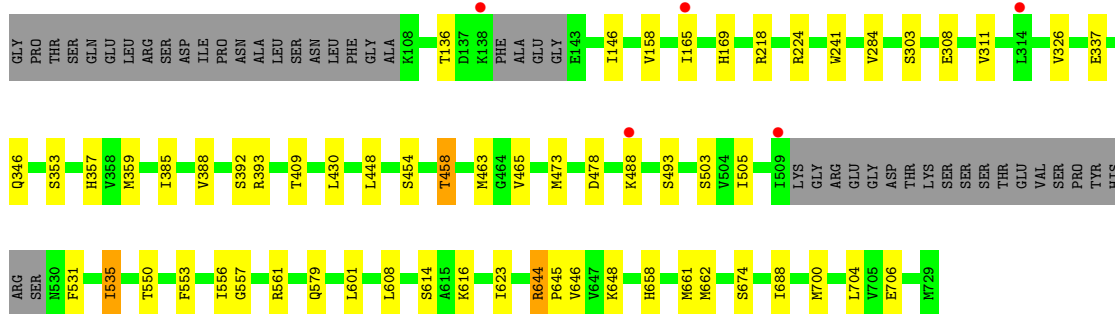 GLY PRO THR SER GLN GLU LEU ARG SER ASP ILE PRO ASN ALA LEU SER ASN LEU PHE GLY ALA K108 T136 D137 K138 PHE ALA GLU GLY E143 I146 V158 I165 H169 R218 R224 W241 V284 S303 E308 V311 L314 V326 E337
Q346 S353 H357 V358 M359 I385 V388 S392 R393 T409 L430 L448 S454 T458 M463 G464 V465 M473 D478 K488 S493 S503 V504 I505 I509 LYS GLY ARG GLU GLY ASP THR LYS SER SER SER THR GLU VAL SER PRO TYR HIS
ARG SER N530 F531 I535 T550 F553 I556 G557 R561 Q579 L601 L608 S614 A615 K616 I623 R644 P645 V646 V647 K648 H658 M661 M662 S674 I688 M700 L704 V705 E706 M729